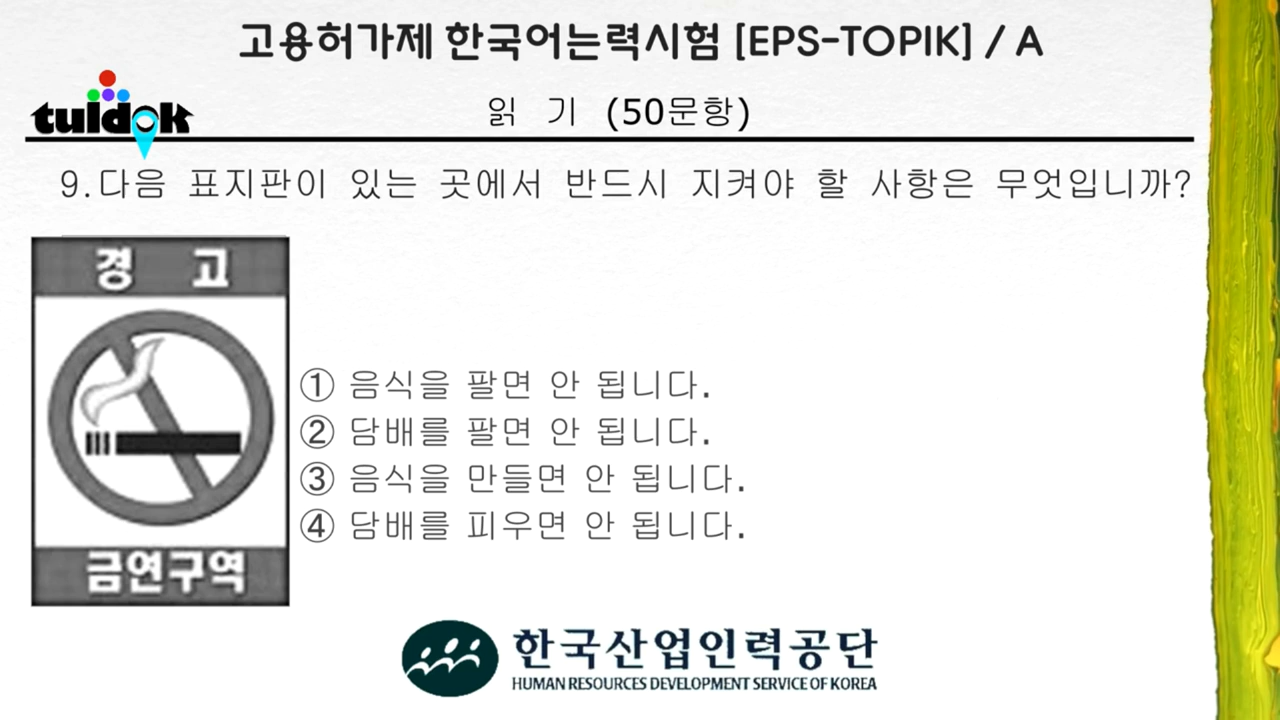 고용허가제 한국어능력시험 [EPS-TOPIK] / A
tuidok
읽 기 (50문항)
9.다음 표지판이 있는 곳에서 반드시 지켜야 할 사항은 무엇입니까?
경 고
금연구역
① 음식을 팔면 안 됩니다.
② 담배를 팔면 안 됩니다.
③ 음식을 만들면 안 됩니다.
④ 담배를 피우면 안 됩니다.
한국산업인력공단
HUMAN RESOURCES DEVELOPMENT SERVICE OF KOREA